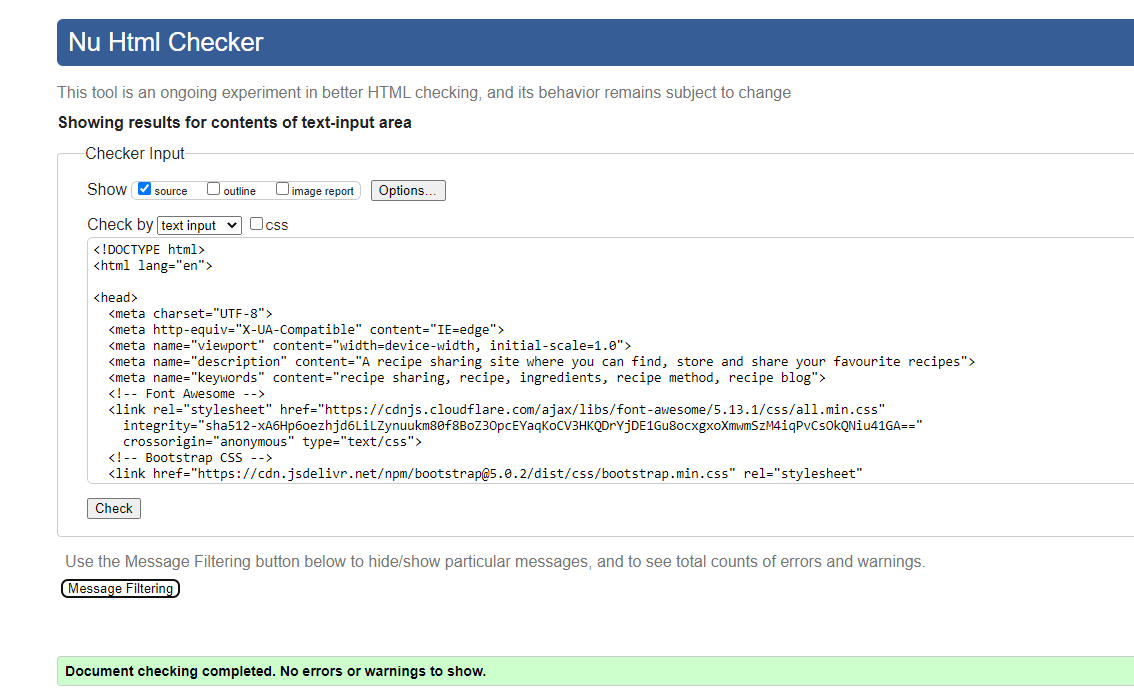 Nu Html Checker
This tool is an ongoing experiment in better HTML checking, and its behavior remains subject to change
Showing results for contents of text-input area
Checker Input
Show source outline image report Options...
Check by text input css
<!DOCTYPE html>
<html lang="en">
<head>
<meta charset="UTF-8">
<meta http-equiv="X-UA-Compatible" content="IE=edge">
<meta name="viewport" content="width=device-width, initial-scale=1.0">
<meta name="description" content="A recipe sharing site where you can find, store and share your favourite recipes">
<meta name="keywords" content="recipe sharing, recipe, ingredients, recipe method, recipe blog">
<!-- Font Awesome -->
<link rel="stylesheet" href="https://cdnjs.cloudflare.com/ajax/libs/font-awesome/5.13.1/css/all.min.css"
integrity="sha512-xA6Hp6oezhjd6LiLZynuukm80f8BoZ3OpcEYaqKoCV3HKQDrYjDE1Gu8ocxgxoXmwmSzM4iqPvCsOkQNiu41GA=="
crossorigin="anonymous" type="text/css">
<!-- Bootstrap CSS -->
<link href="https://cdn.jsdelivr.net/npm/bootstrap@5.0.2/dist/css/bootstrap.min.css" rel="stylesheet"
Check
Use the Message Filtering button below to hide/show particular messages, and to see total counts of errors and warnings.
Message Filtering
Document checking completed. No errors or warnings to show.